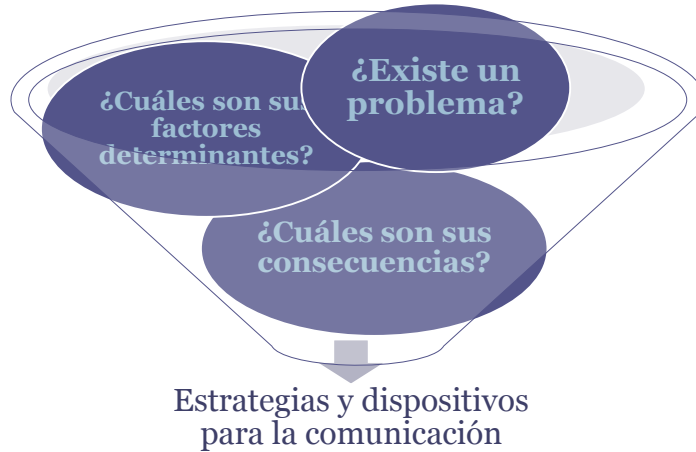 ¿Existe un
problema?
¿Cuáles son sus
factores
determinantes?
¿Cuáles son sus
consecuencias?
Estrategias y dispositivos
para la comunicación